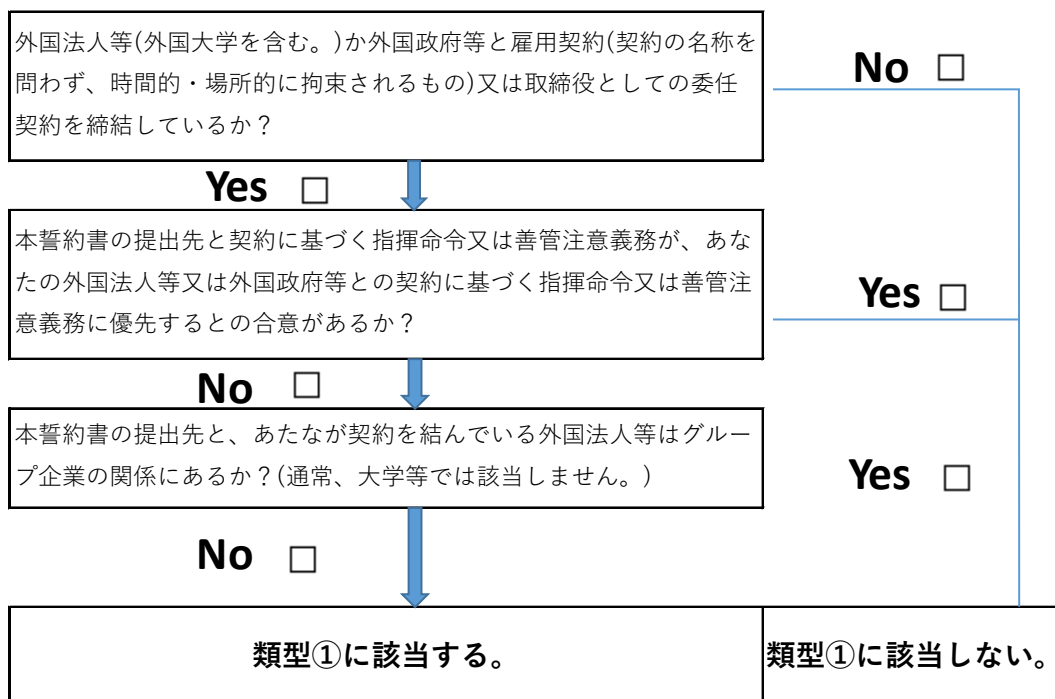 外国法人等(外国大学を含む。)か外国政府等と雇用契約(契約の名称を
問わず、時間的・場所的に拘束されるもの)又は取締役としての委任
契約を締結しているか？
No □
Yes □
本誓約書の提出先と契約に基づく指揮命令又は善管注意義務が、あな
たの外国法人等又は外国政府等との契約に基づく指揮命令又は善管注
意義務に優先するとの合意があるか？
Yes □
No □
本誓約書の提出先と、あたなが契約を結んでいる外国法人等はグルー
プ企業の関係にあるか？(通常、大学等では該当しません。)
Yes □
No □
類型①に該当する。
類型①に該当しない。